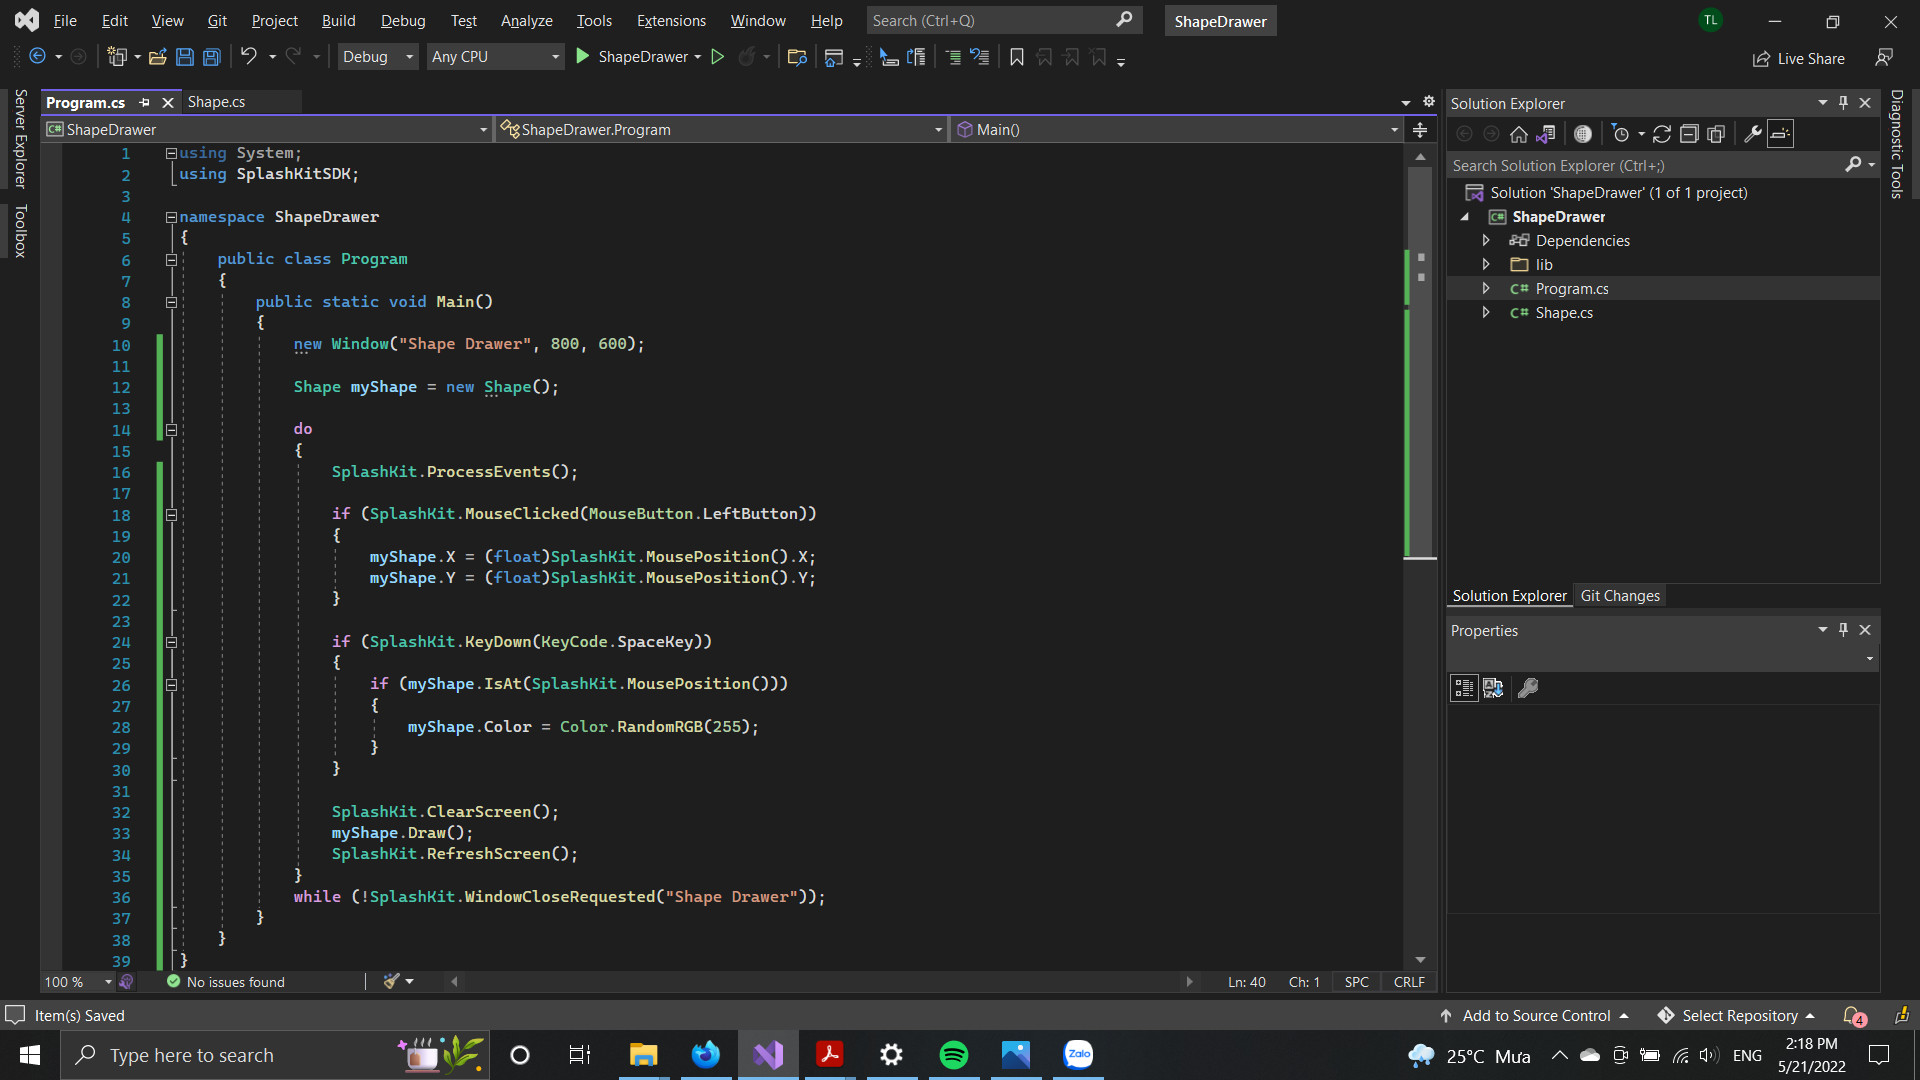 File Edit View Git Project Build Debug Test Analyze Tools Extensions Window Help Search (Ctrl+Q) ShapeDrawer TL
Debug Any CPU ShapeDrawer Live Share
Server Explorer
Toolbox
Program.cs Shape.cs
ShapeDrawer ShapeDrawer.Program Main()
1 using System;
2 using SplashKitSDK;
3
4 namespace ShapeDrawer
5 {
6 public class Program
7 {
8 public static void Main()
9 {
10 new Window("Shape Drawer", 800, 600);
11
12 Shape myShape = new Shape();
13
14 do
15 {
16 SplashKit.ProcessEvents();
17
18 if (SplashKit.MouseClicked(MouseButton.LeftButton))
19 {
20 myShape.X = (float)SplashKit.MousePosition().X;
21 myShape.Y = (float)SplashKit.MousePosition().Y;
22 }
23
24 if (SplashKit.KeyDown(KeyCode.SpaceKey))
25 {
26 if (myShape.IsAt(SplashKit.MousePosition()))
27 {
28 myShape.Color = Color.RandomRGB(255);
29 }
30 }
31
32 SplashKit.ClearScreen();
33 myShape.Draw();
34 SplashKit.RefreshScreen();
35 }
36 while (!SplashKit.WindowCloseRequested("Shape Drawer"));
37 }
38 }
39 }
100 % No issues found Ln: 40 Ch: 1 SPC CRLF
Solution Explorer
Search Solution Explorer (Ctrl+;)
Solution 'ShapeDrawer' (1 of 1 project)
C# ShapeDrawer
Dependencies
lib
C# Program.cs
C# Shape.cs
Solution Explorer Git Changes
Properties
Diagnostic Tools
Item(s) Saved Add to Source Control Select Repository 4
Type here to search Zalo 25°C Mưa ENG 2:18 PM
5/21/2022